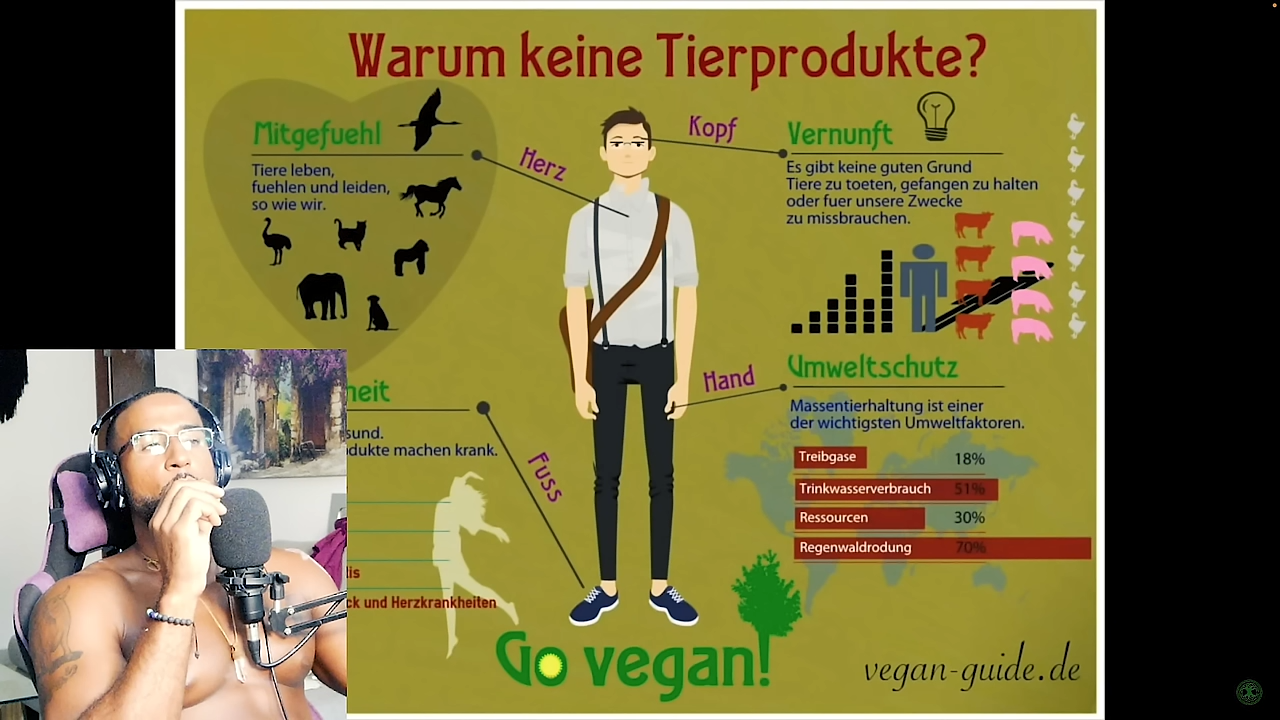 Warum keine Tierprodukte?
Mitgefuehl
Tiere leben,
fuehlen und leiden,
so wie wir.
Herz
Kopf
Vernunft
Es gibt keine guten Grund
Tiere zu toeten, gefangen zu halten
oder fuer unsere Zwecke
zu missbrauchen.
heit
sund.
dukte machen krank.
Fuss
lis
ck und Herzkrankheiten
Hand
Umweltschutz
Massentierhaltung ist einer
der wichtigsten Umweltfaktoren.
Treibgase 18%
Trinkwasserverbrauch 51%
Ressourcen 30%
Regenwaldrodung 70%
Go vegan!
vegan-guide.de